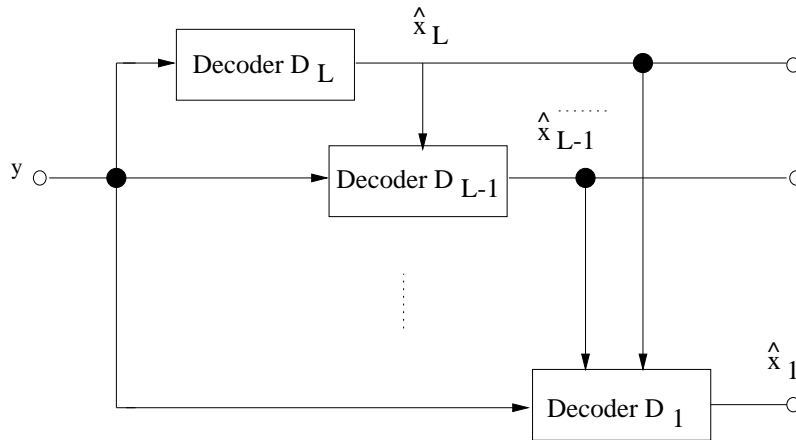 x̂ L
Decoder D L
x̂ L-1
y
Decoder D L-1
x̂ 1
Decoder D 1